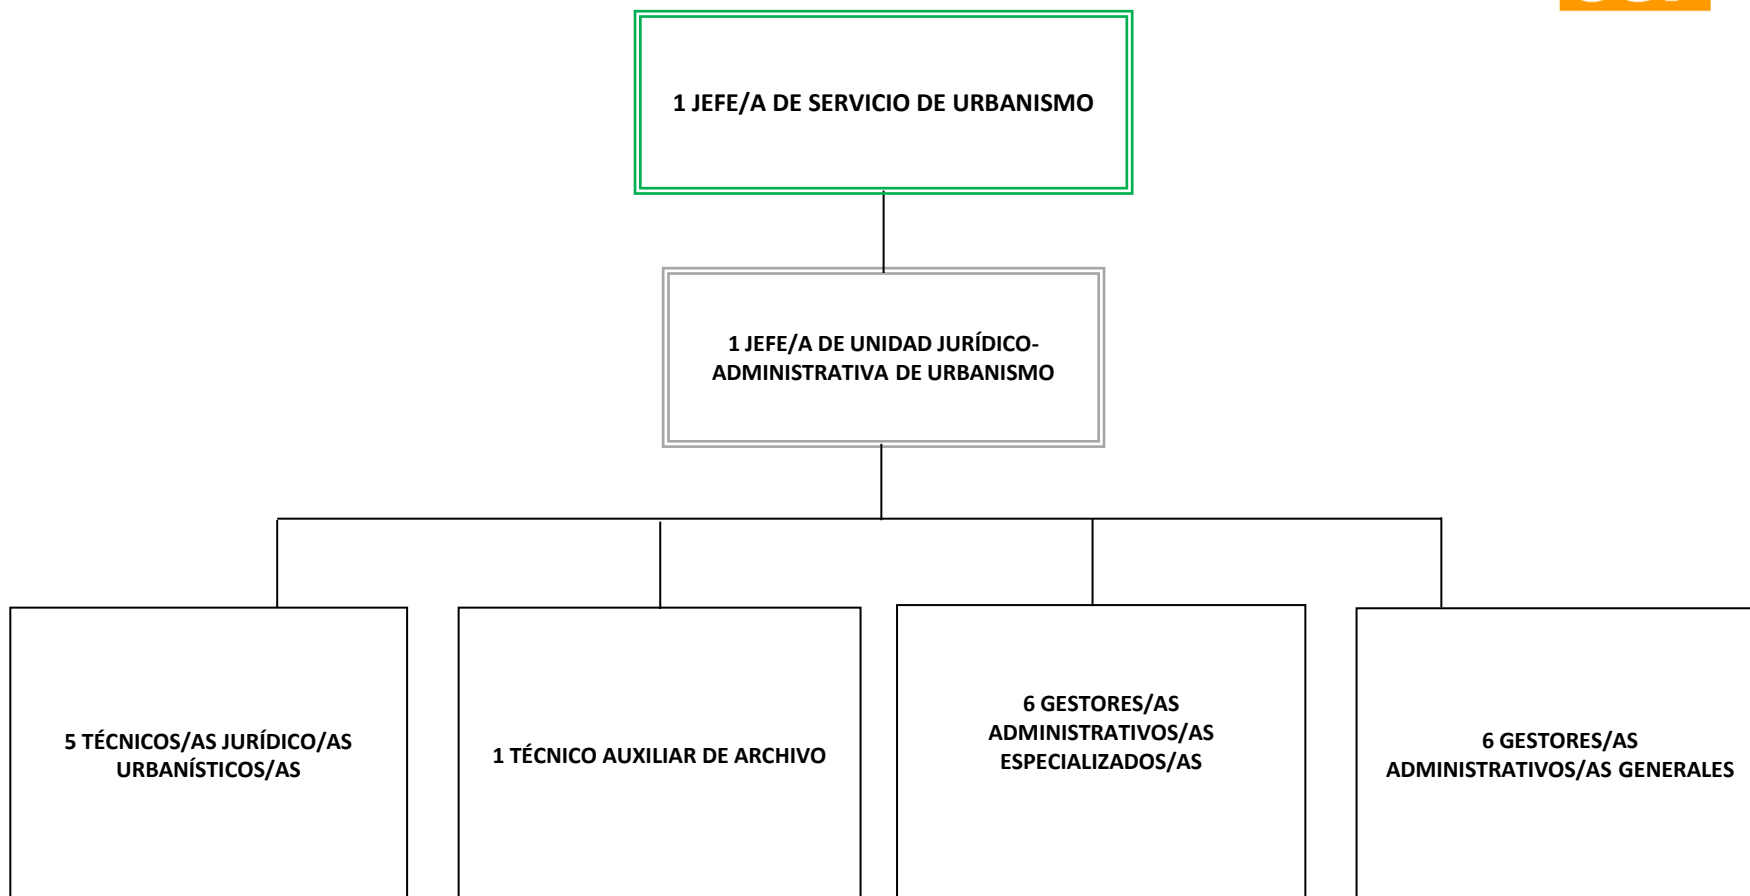 1 JEFE/A DE SERVICIO DE URBANISMO
1 JEFE/A DE UNIDAD JURÍDICO-
ADMINISTRATIVA DE URBANISMO
5 TÉCNICOS/AS JURÍDICO/AS
URBANÍSTICOS/AS
1 TÉCNICO AUXILIAR DE ARCHIVO
6 GESTORES/AS
ADMINISTRATIVOS/AS
ESPECIALIZADOS/AS
6 GESTORES/AS
ADMINISTRATIVOS/AS GENERALES